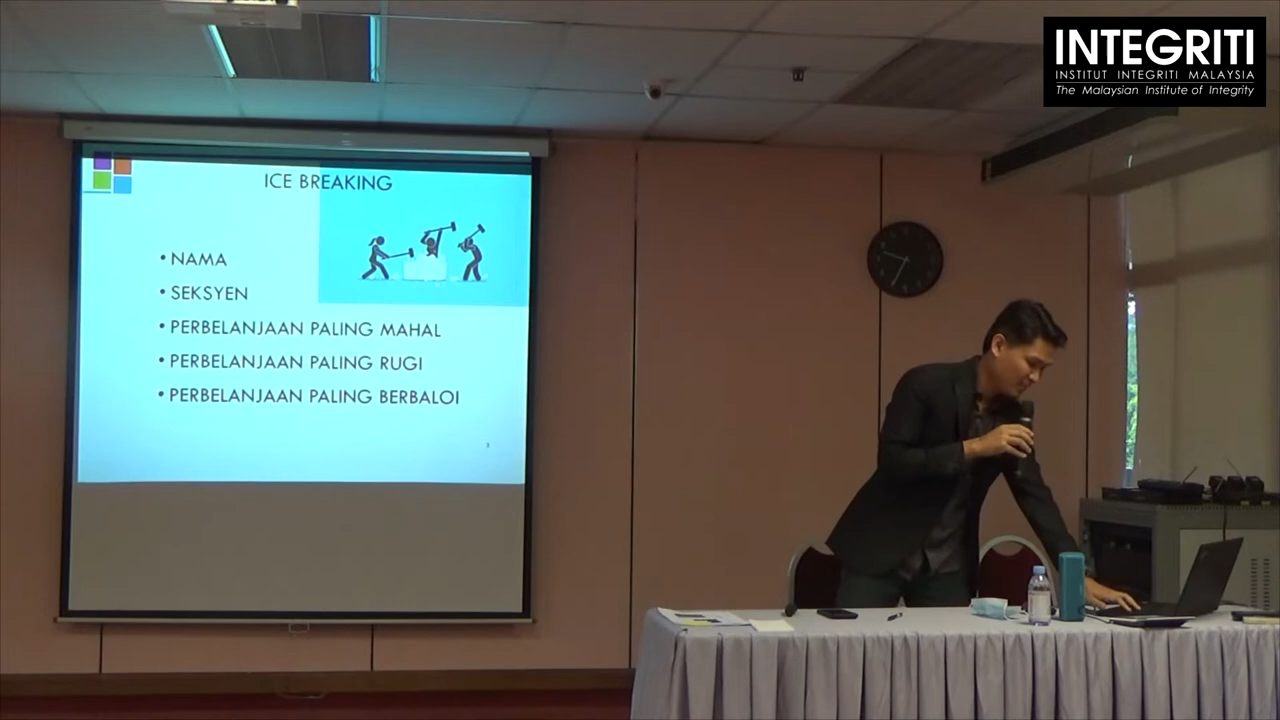 INTEGRITI
INSTITUT INTEGRITI MALAYSIA
The Malaysian Institute of Integrity
ICE BREAKING
• NAMA
• SEKSYEN
• PERBELANJAAN PALING MAHAL
• PERBELANJAAN PALING RUGI
• PERBELANJAAN PALING BERBALOI
3